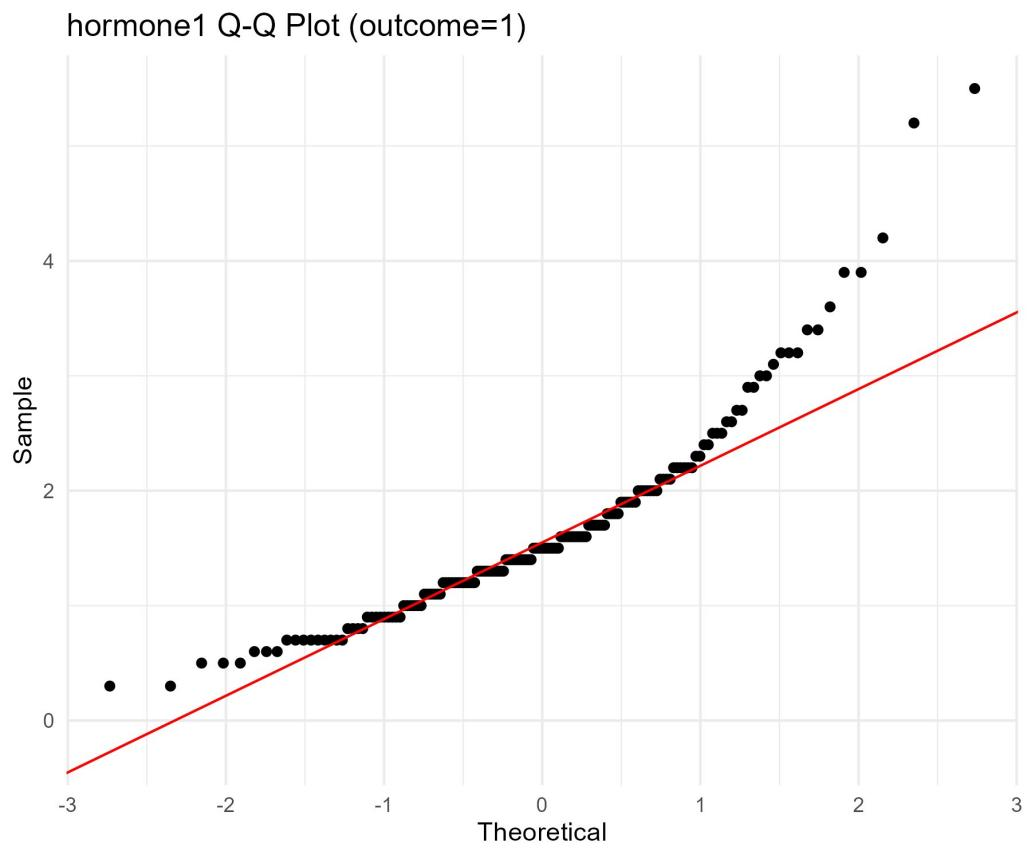 hormone1 Q-Q Plot (outcome=1)
Sample
4
2
0
-3 -2 -1 0 1 2 3
Theoretical